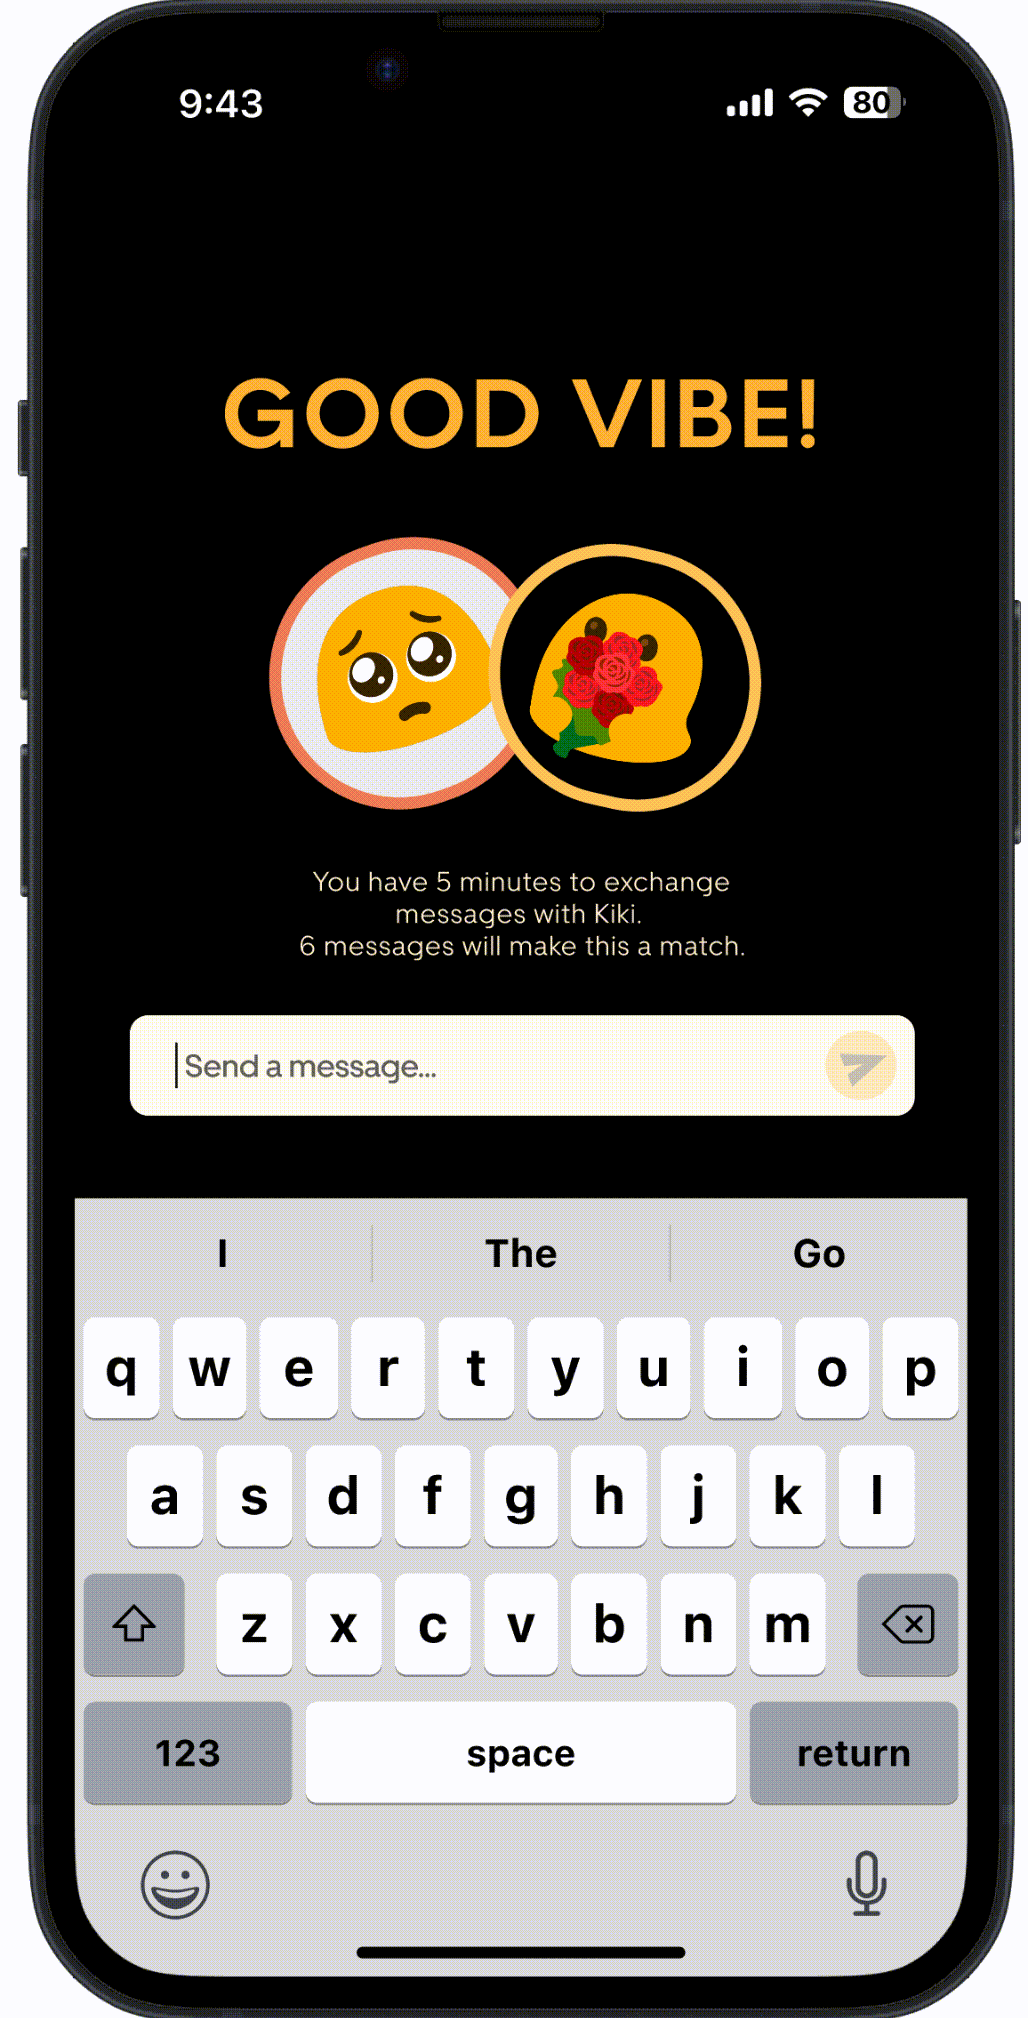 9:43
80
GOOD VIBE!
You have 5 minutes to exchange
messages with Kiki.
6 messages will make this a match.
Send a message...
I The Go
q w e r t y u i o p
a s d f g h j k l
z x c v b n m
123 space return